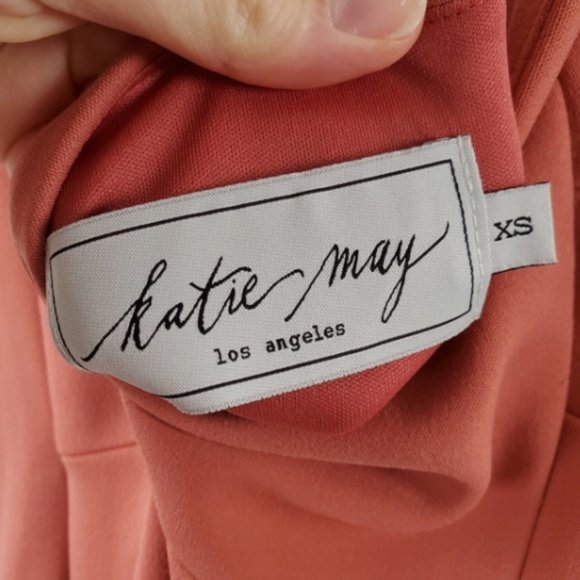 katie may
los angeles
XS